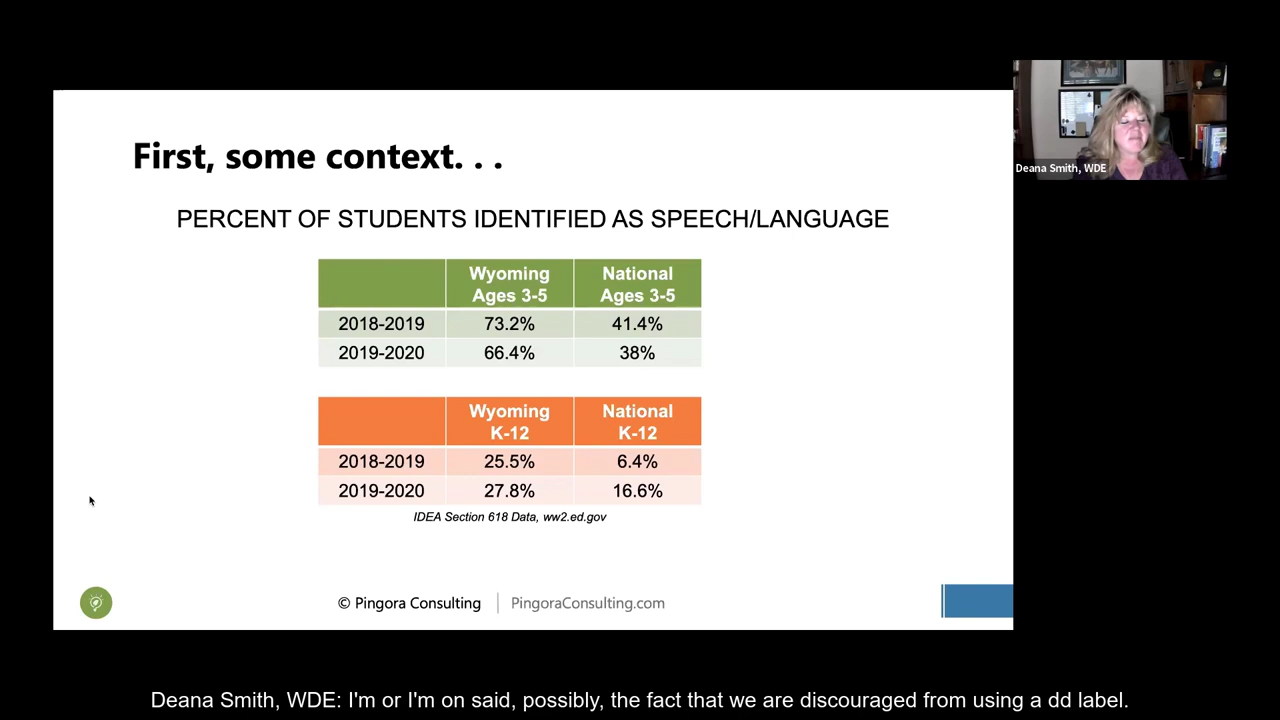 First, some context. . .
PERCENT OF STUDENTS IDENTIFIED AS SPEECH/LANGUAGE
Wyoming National
Ages 3-5 Ages 3-5
2018-2019 73.2% 41.4%
2019-2020 66.4% 38%
Wyoming National
K-12 K-12
2018-2019 25.5% 6.4%
2019-2020 27.8% 16.6%
IDEA Section 618 Data, ww2.ed.gov
© Pingora Consulting PingoraConsulting.com
Deana Smith, WDE
Deana Smith, WDE: I'm or I'm on said, possibly, the fact that we are discouraged from using a dd label.